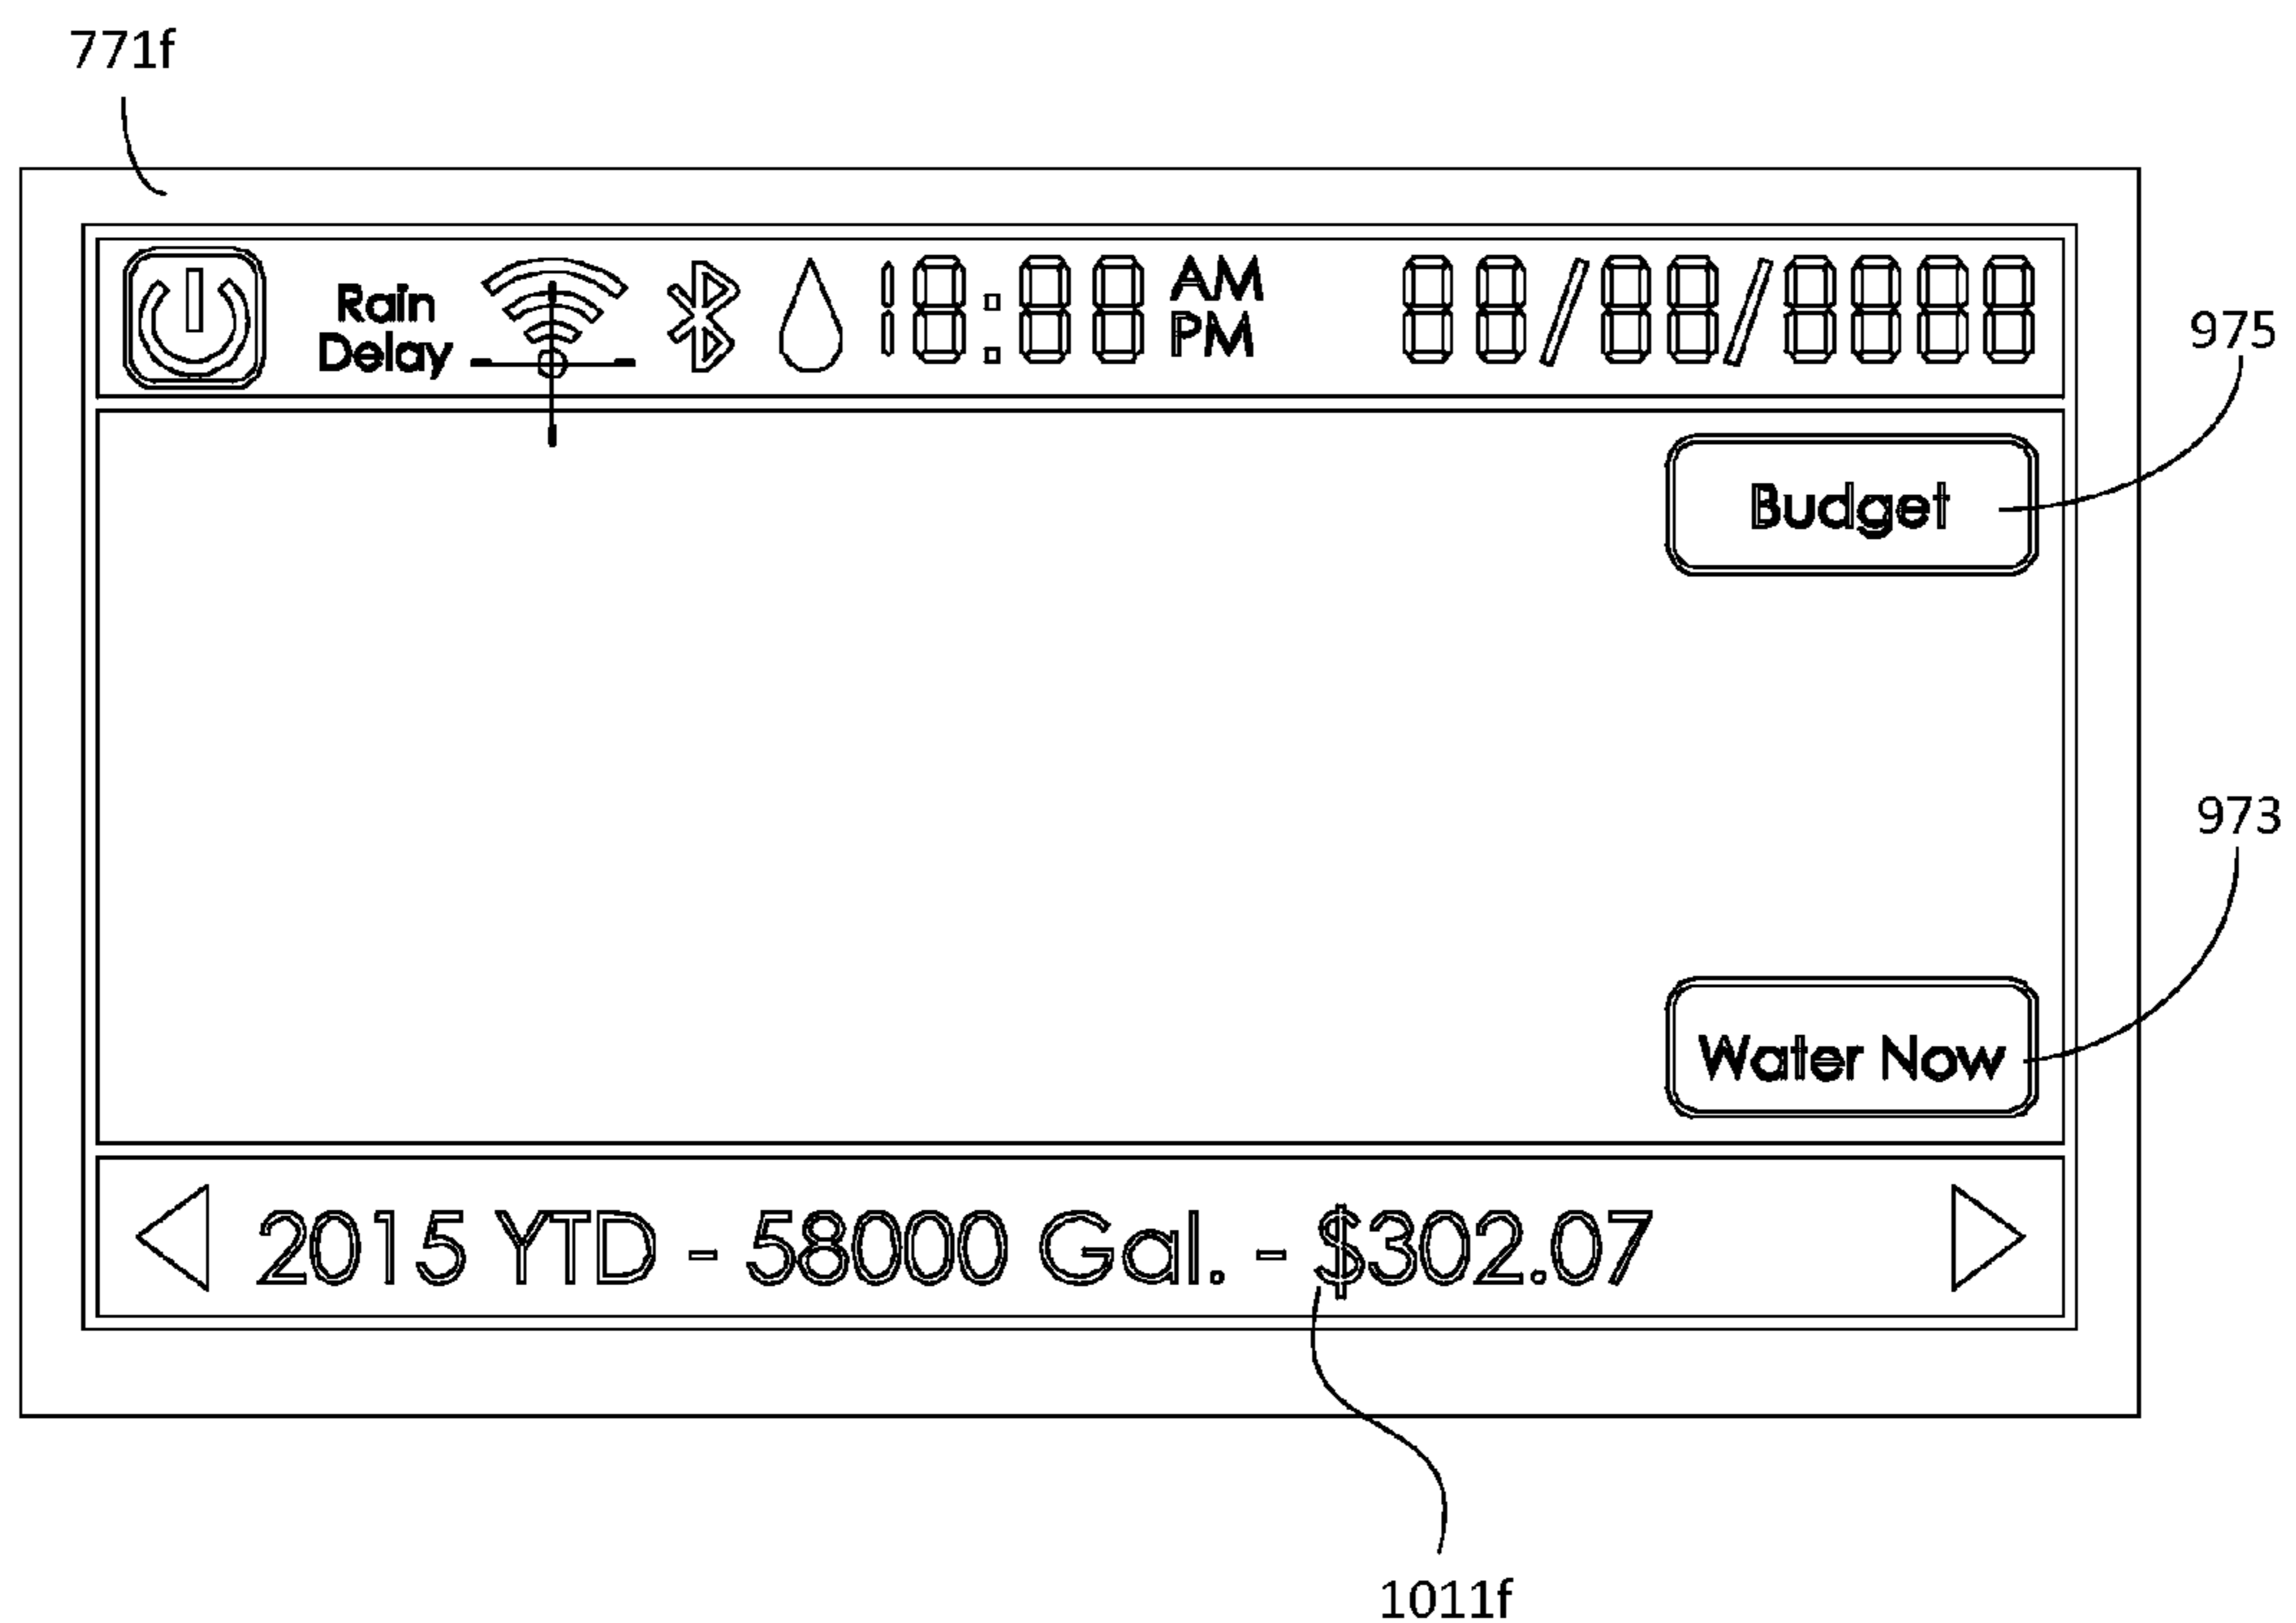 771f
Rain
Delay
18:88
AM
PM
88/88/8888
975
Budget
973
Water Now
2015 YTD - 58000 Gal. - $302.07
1011f